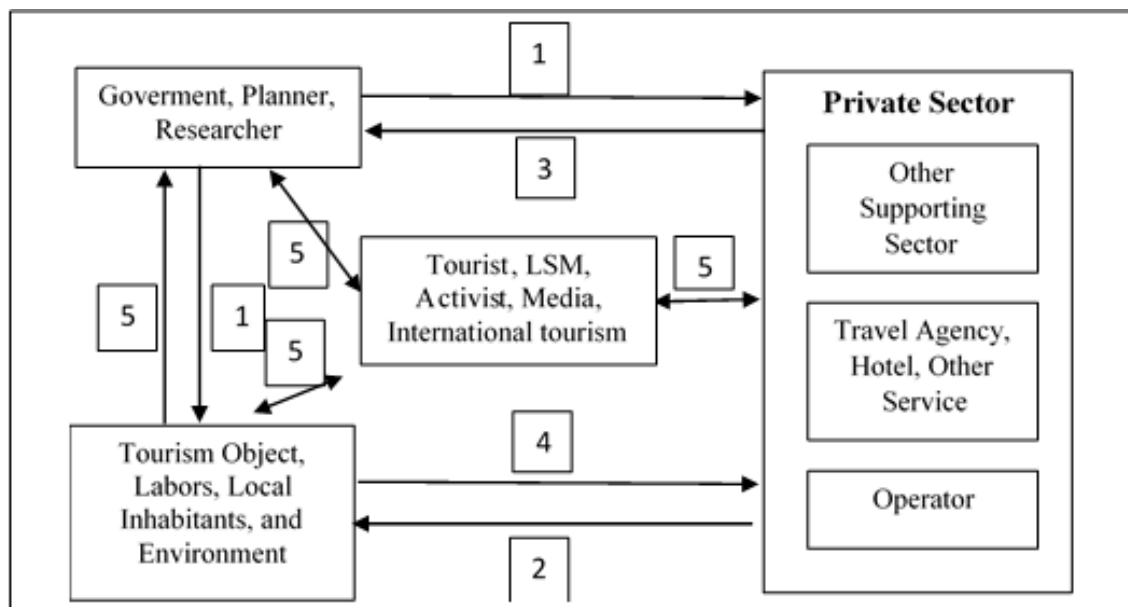 1
Goverment, Planner,
Researcher
3
Private Sector
Other
Supporting
Sector
5
Tourist, LSM,
Activist, Media,
International tourism
5
5
1
5
Travel Agency,
Hotel, Other
Service
Tourism Object,
Labors, Local
Inhabitants, and
Environment
4
2
Operator